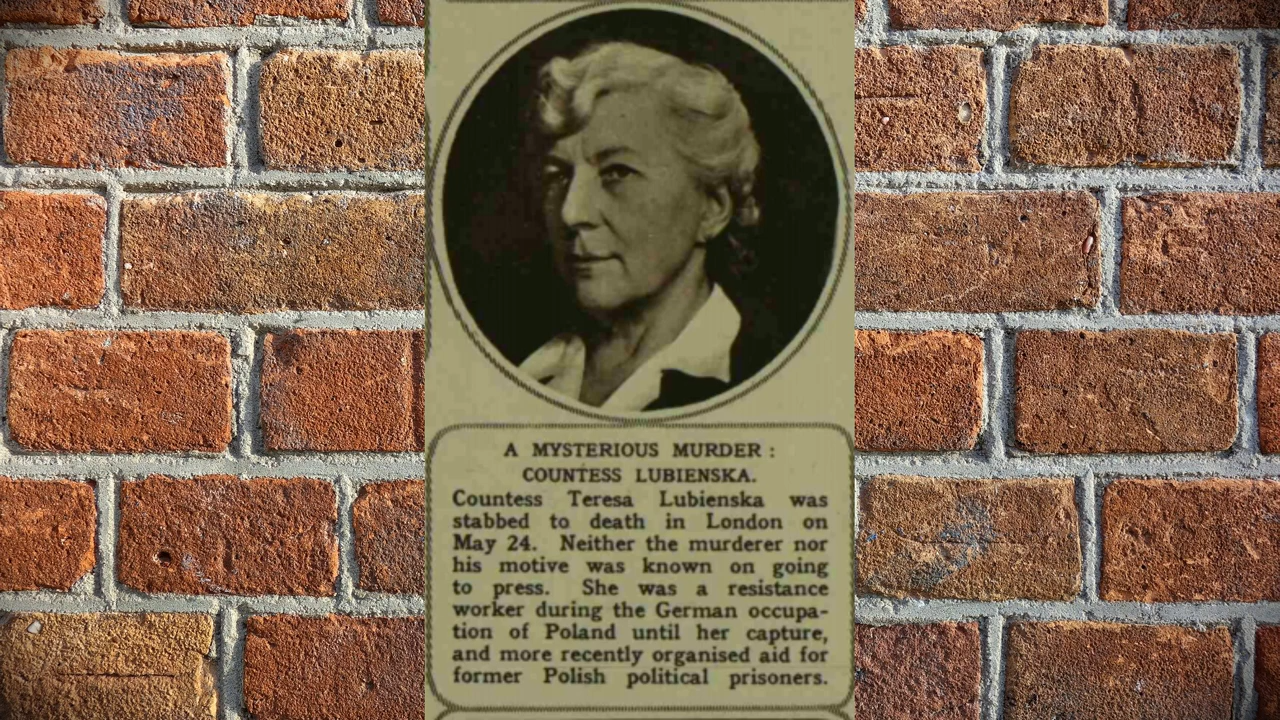 A MYSTERIOUS MURDER :
COUNTESS LUBIENSKA.
Countess Teresa Lubienska was
stabbed to death in London on
May 24. Neither the murderer nor
his motive was known on going
to press. She was a resistance
worker during the German occupa-
tion of Poland until her capture,
and more recently organised aid for
former Polish political prisoners.